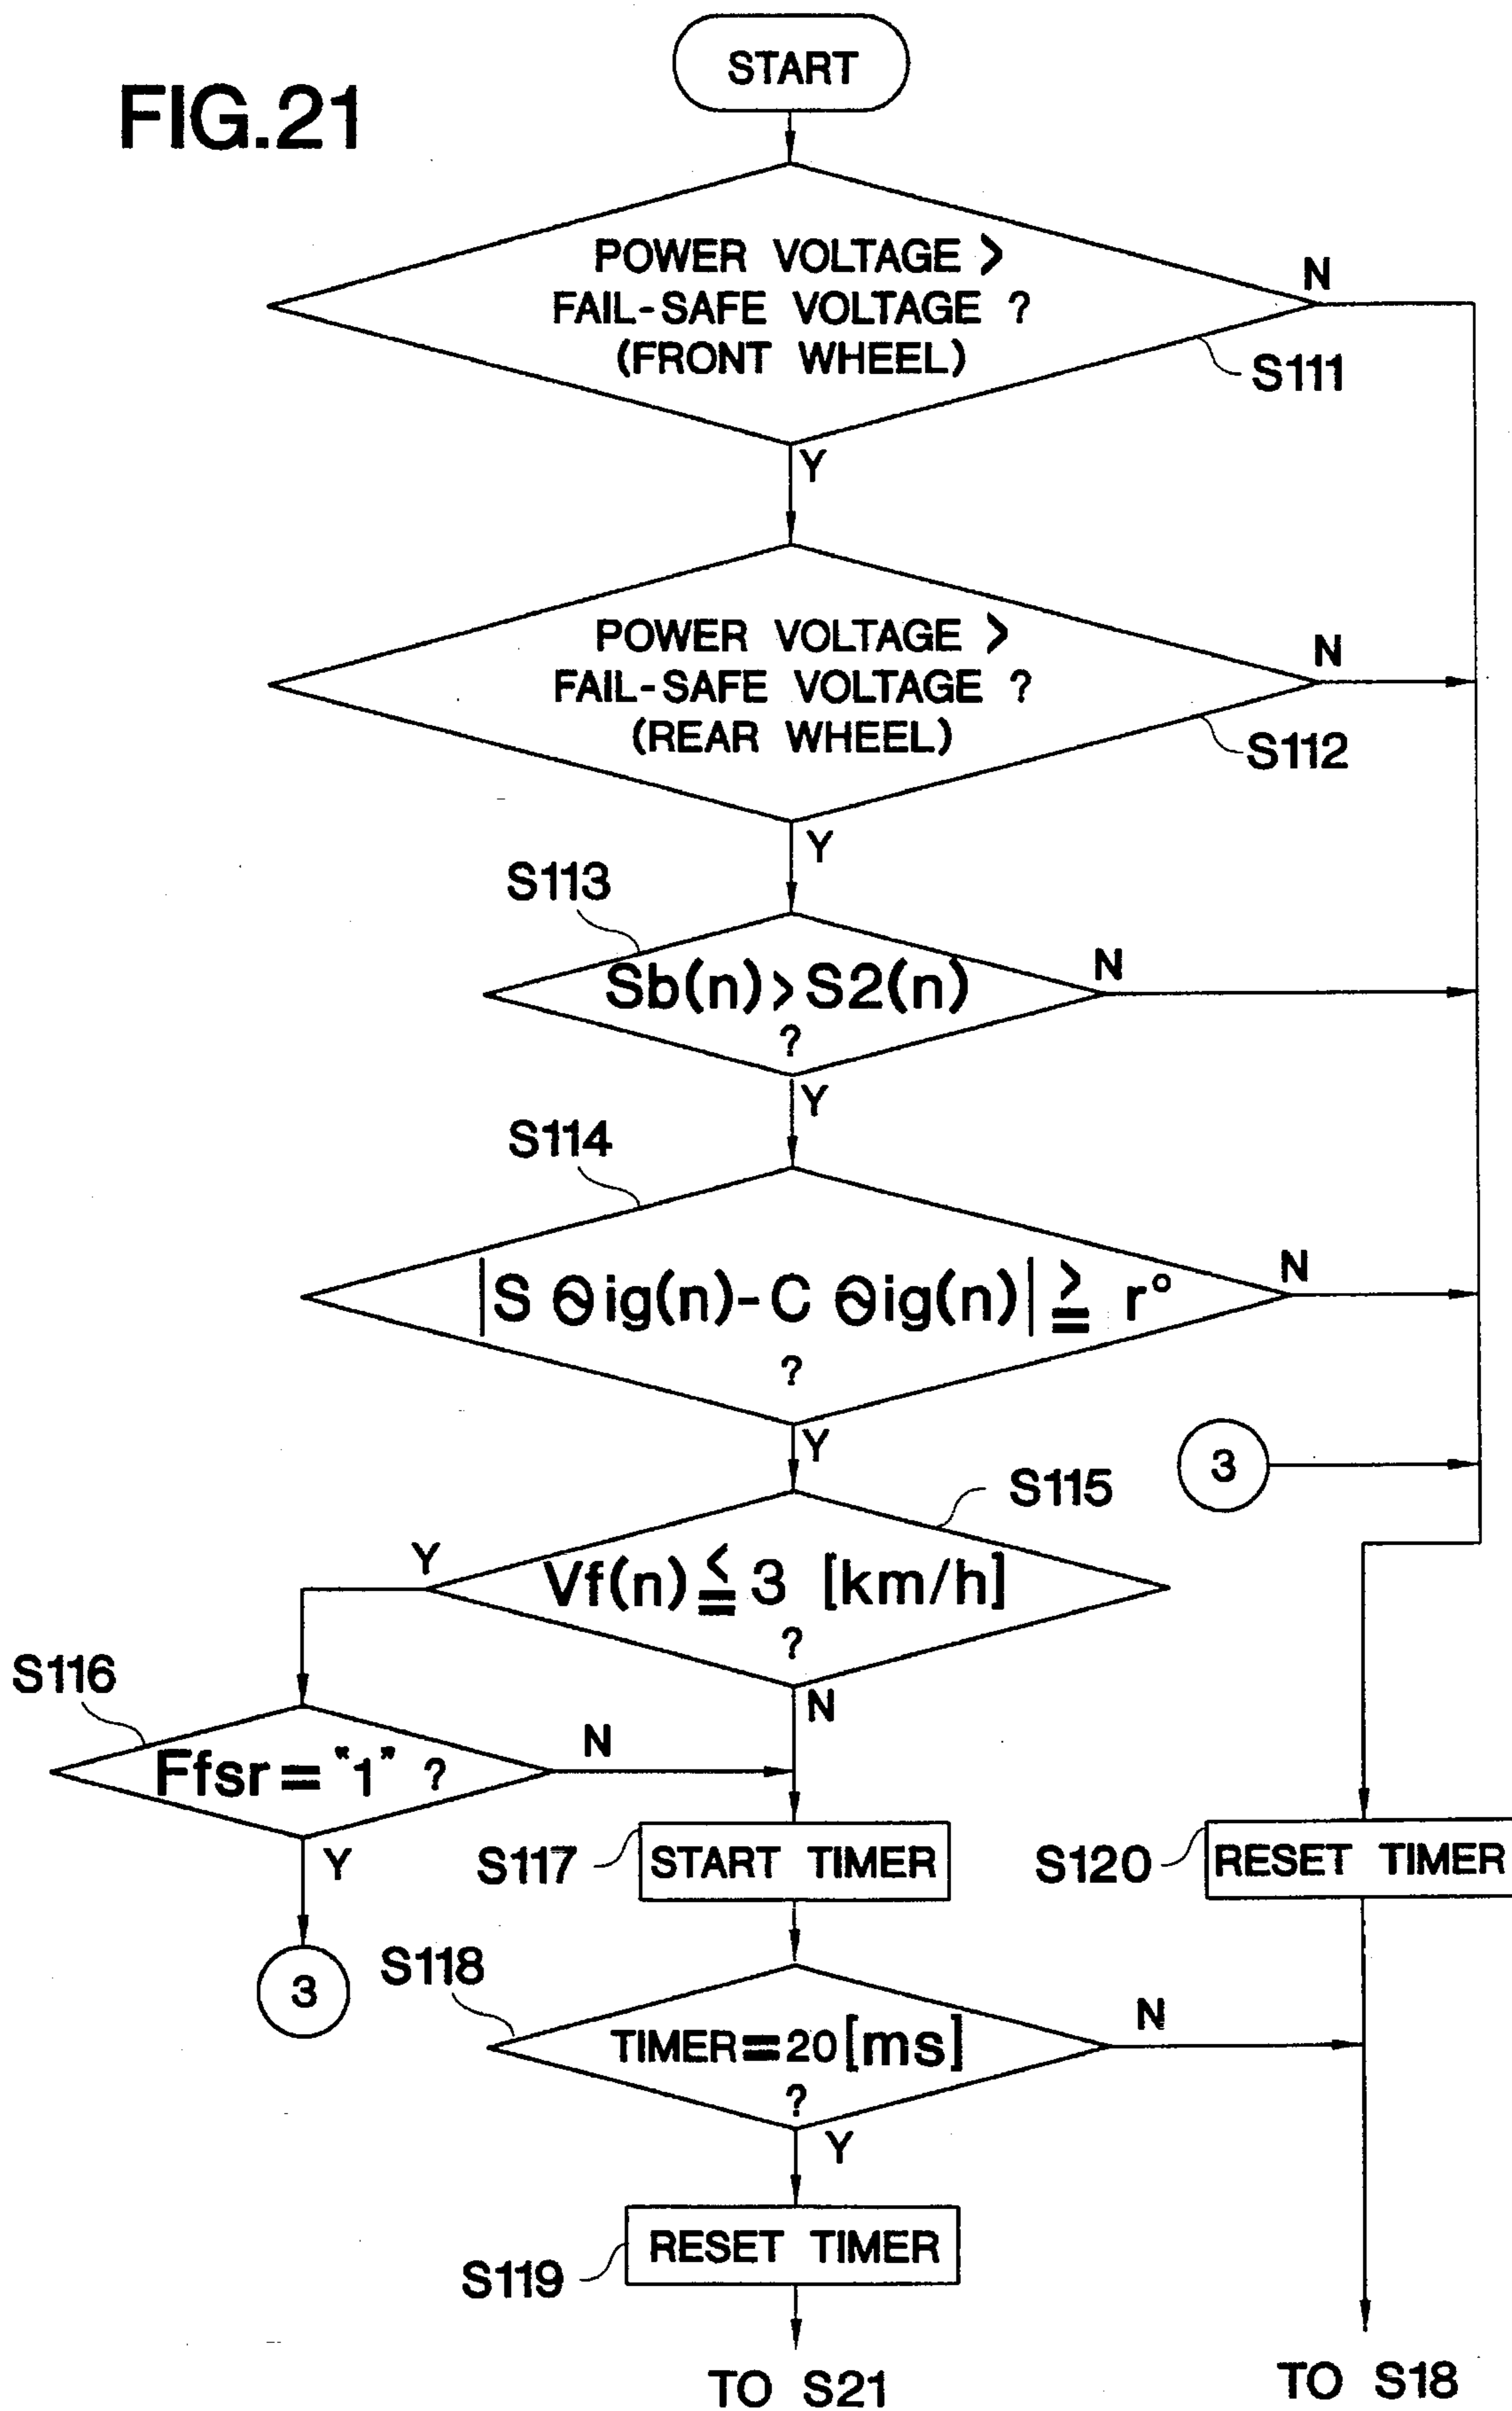 FIG.21
START
POWER VOLTAGE >
FAIL-SAFE VOLTAGE ?
(FRONT WHEEL)
N
S111
Y
POWER VOLTAGE >
FAIL-SAFE VOLTAGE ?
(REAR WHEEL)
N
S112
Y
S113
Sb(n)>S2(n)
?
N
Y
S114
|S Θig(n)-C Θig(n)| ≧ r°
?
N
Y
3
S115
Vf(n)≦3 [km/h]
?
Y
N
S116
Ffsr="1" ?
N
Y
3
S117
START TIMER
S120
RESET TIMER
S118
TIMER=20[ms]
?
N
Y
S119
RESET TIMER
TO S21
TO S18